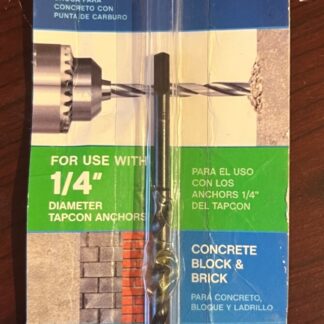 CONCRETO CON
PUNTA DE CARBURO
FOR USE WITH
1/4"
DIAMETER
TAPCON ANCHORS
PARA EL USO
CON LOS
ANCHORS 1/4"
DEL TAPCON
CONCRETE
BLOCK &
BRICK
PARA CONCRETO,
BLOQUE Y LADRILLO